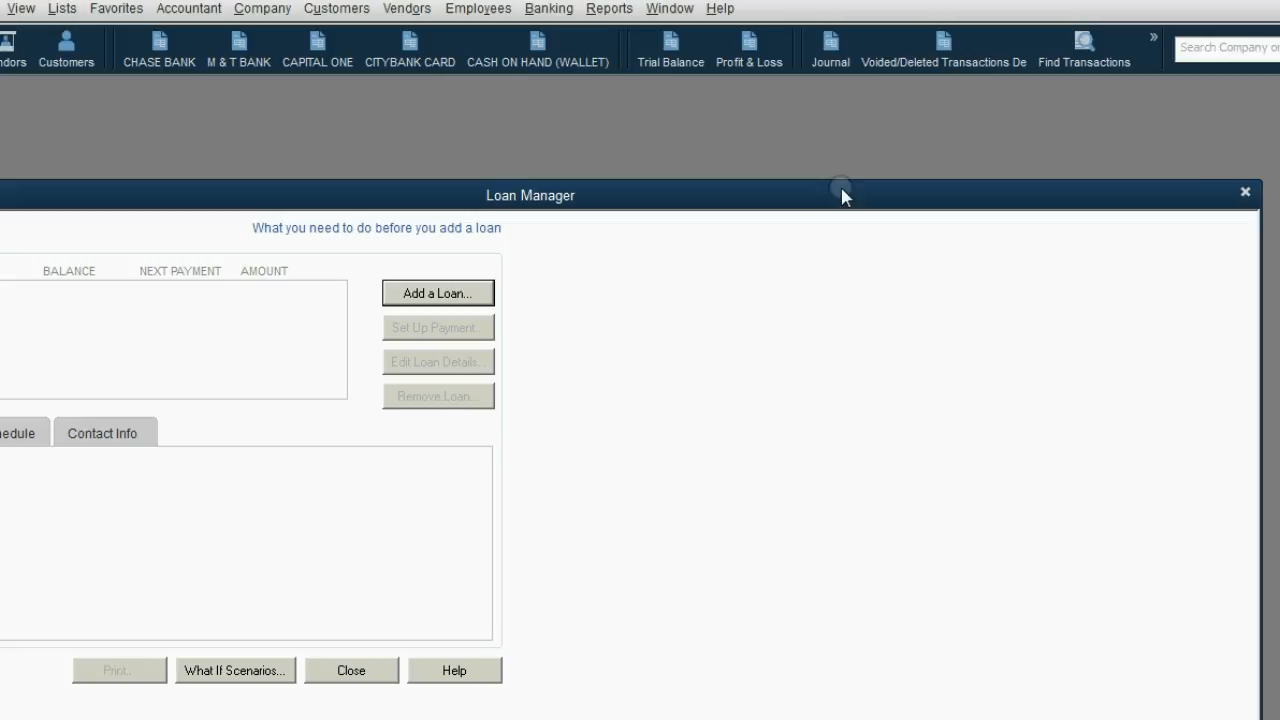 View Lists Favorites Accountant Company Customers Vendors Employees Banking Reports Window Help
ndors Customers CHASE BANK M & T BANK CAPITAL ONE CITYBANK CARD CASH ON HAND (WALLET) Trial Balance Profit & Loss Journal Voided/Deleted Transactions De Find Transactions » Search Company or
Loan Manager
What you need to do before you add a loan
BALANCE NEXT PAYMENT AMOUNT
Add a Loan...
Set Up Payment..
Edit Loan Details...
Remove Loan...
hedule Contact Info
Print.. What If Scenarios... Close Help